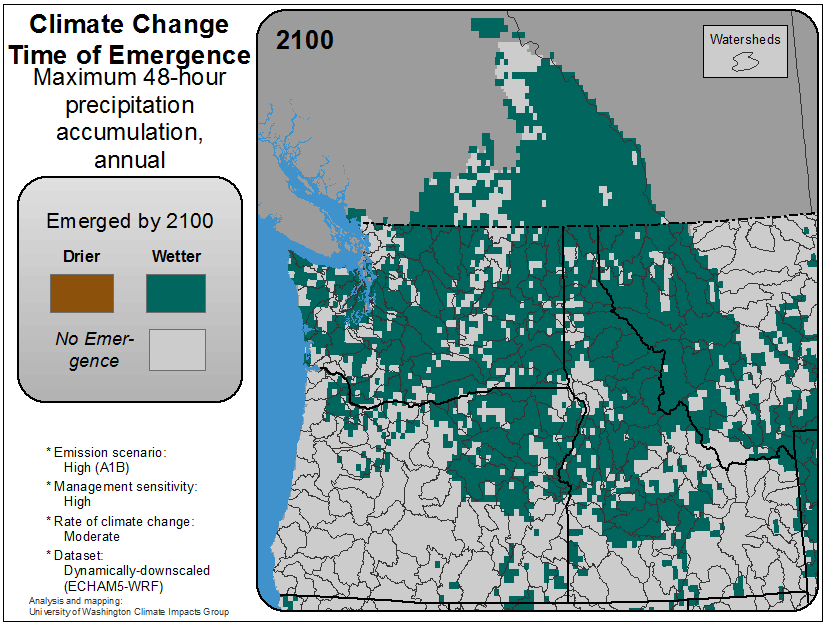 Climate Change
Time of Emergence
Maximum 48-hour
precipitation
accumulation,
annual
Emerged by 2100
Drier
Wetter
No Emer-
gence
* Emission scenario:
High (A1B)
* Management sensitivity:
High
* Rate of climate change:
Moderate
* Dataset:
Dynamically-downscaled
(ECHAM5-WRF)
Analysis and mapping:
University of Washington Climate Impacts Group
2100
Watersheds